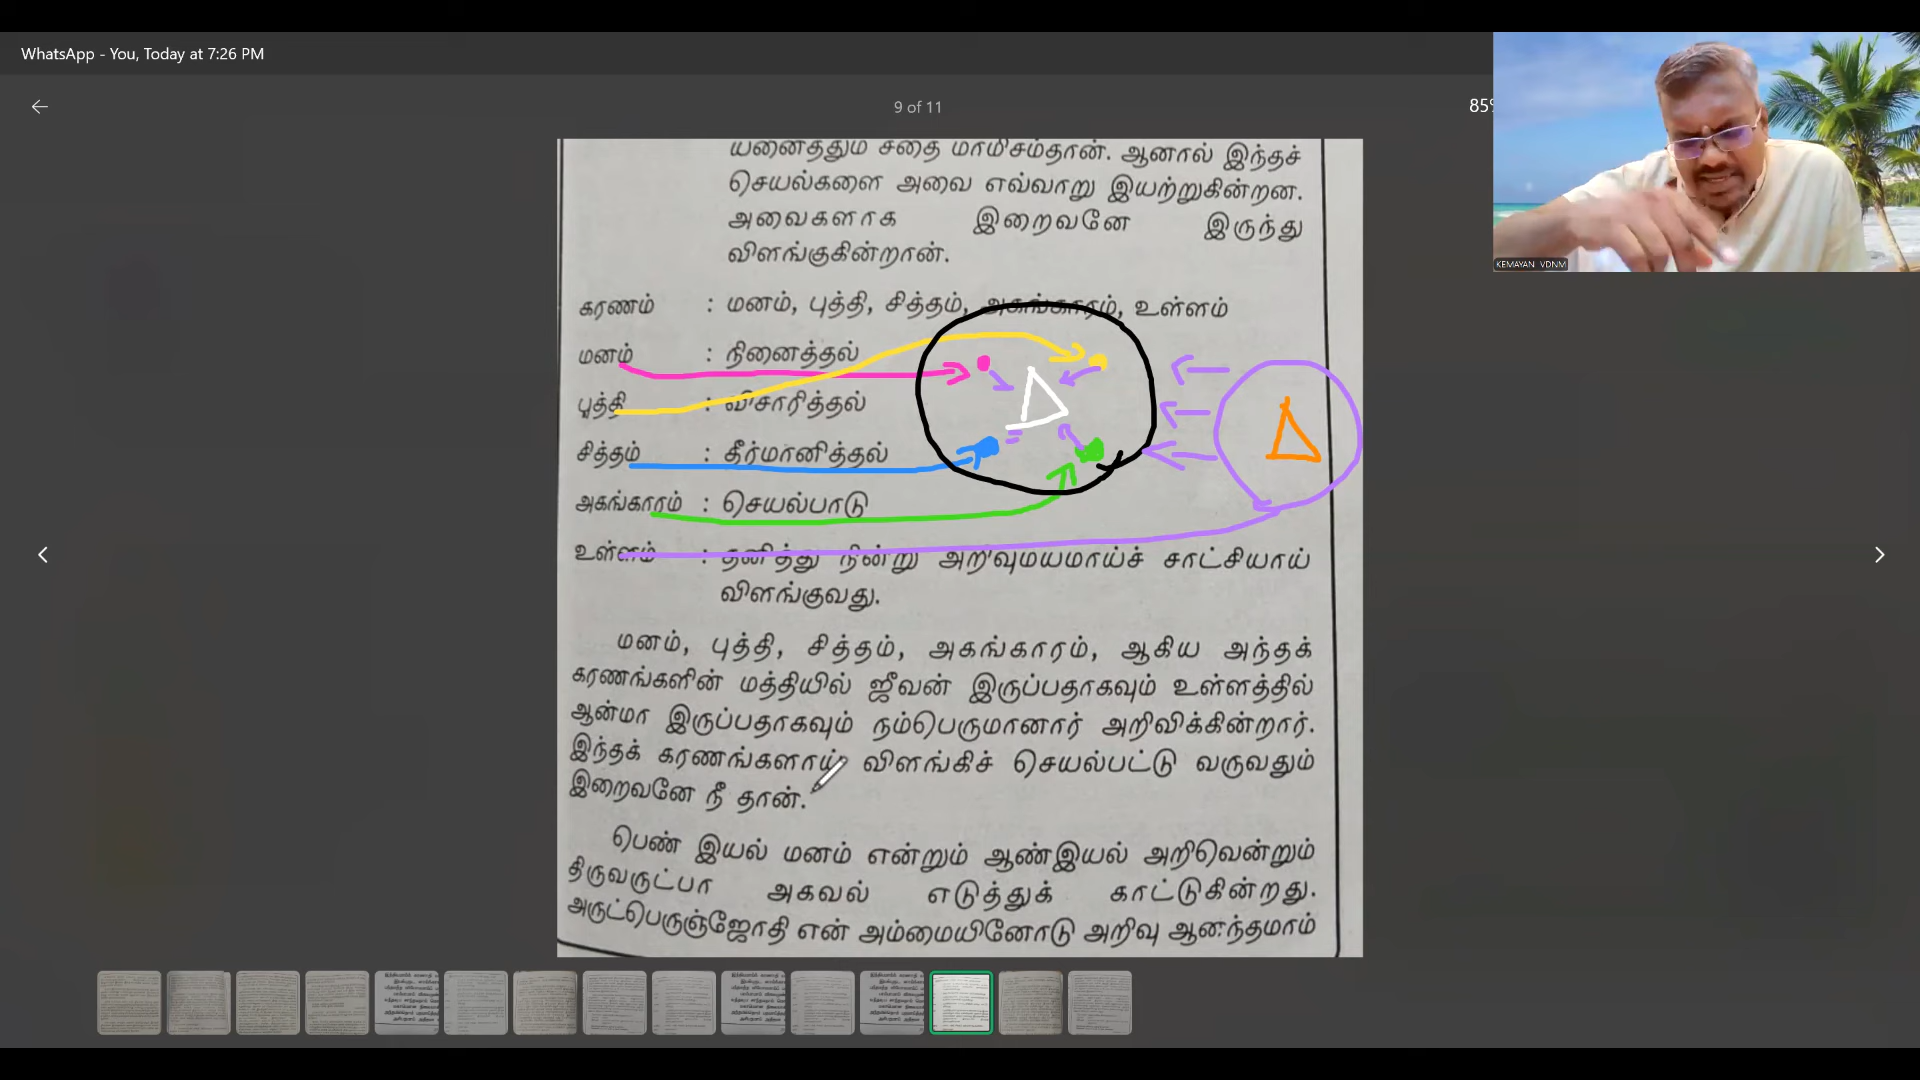 WhatsApp - You, Today at 7:26 PM
9 of 11
KEMAYAN VDNM
யனைத்தும் சதை மாமிசம்தான். ஆனால் இந்தச்
செயல்களை அவை எவ்வாறு இயற்றுகின்றன.
அவைகளாக இறைவனே இருந்து
விளங்குகின்றான்.
கரணம் : மனம், புத்தி, சித்தம், அகங்காரம், உள்ளம்
மனம் : நினைத்தல்
புத்தி : விசாரித்தல்
சித்தம் : தீர்மானித்தல்
அகங்காரம் : செயல்பாடு
உள்ளம் : தனித்து நின்று அறிவுமயமாய்ச் சாட்சியாய்
விளங்குவது.
மனம், புத்தி, சித்தம், அகங்காரம், ஆகிய அந்தக்
கரணங்களின் மத்தியில் ஜீவன் இருப்பதாகவும் உள்ளத்தில்
ஆன்மா இருப்பதாகவும் நம்பெருமானார் அறிவிக்கின்றார்.
இந்தக் கரணங்களாய் விளங்கிச் செயல்பட்டு வருவதும்
இறைவனே நீ தான்.
பெண் இயல் மனம் என்றும் ஆண்இயல் அறிவென்றும்
திருவருட்பா அகவல் எடுத்துக் காட்டுகின்றது.
அருட்பெருஞ்ஜோதி என் அம்மையினோடு அறிவு ஆனந்தமாம்